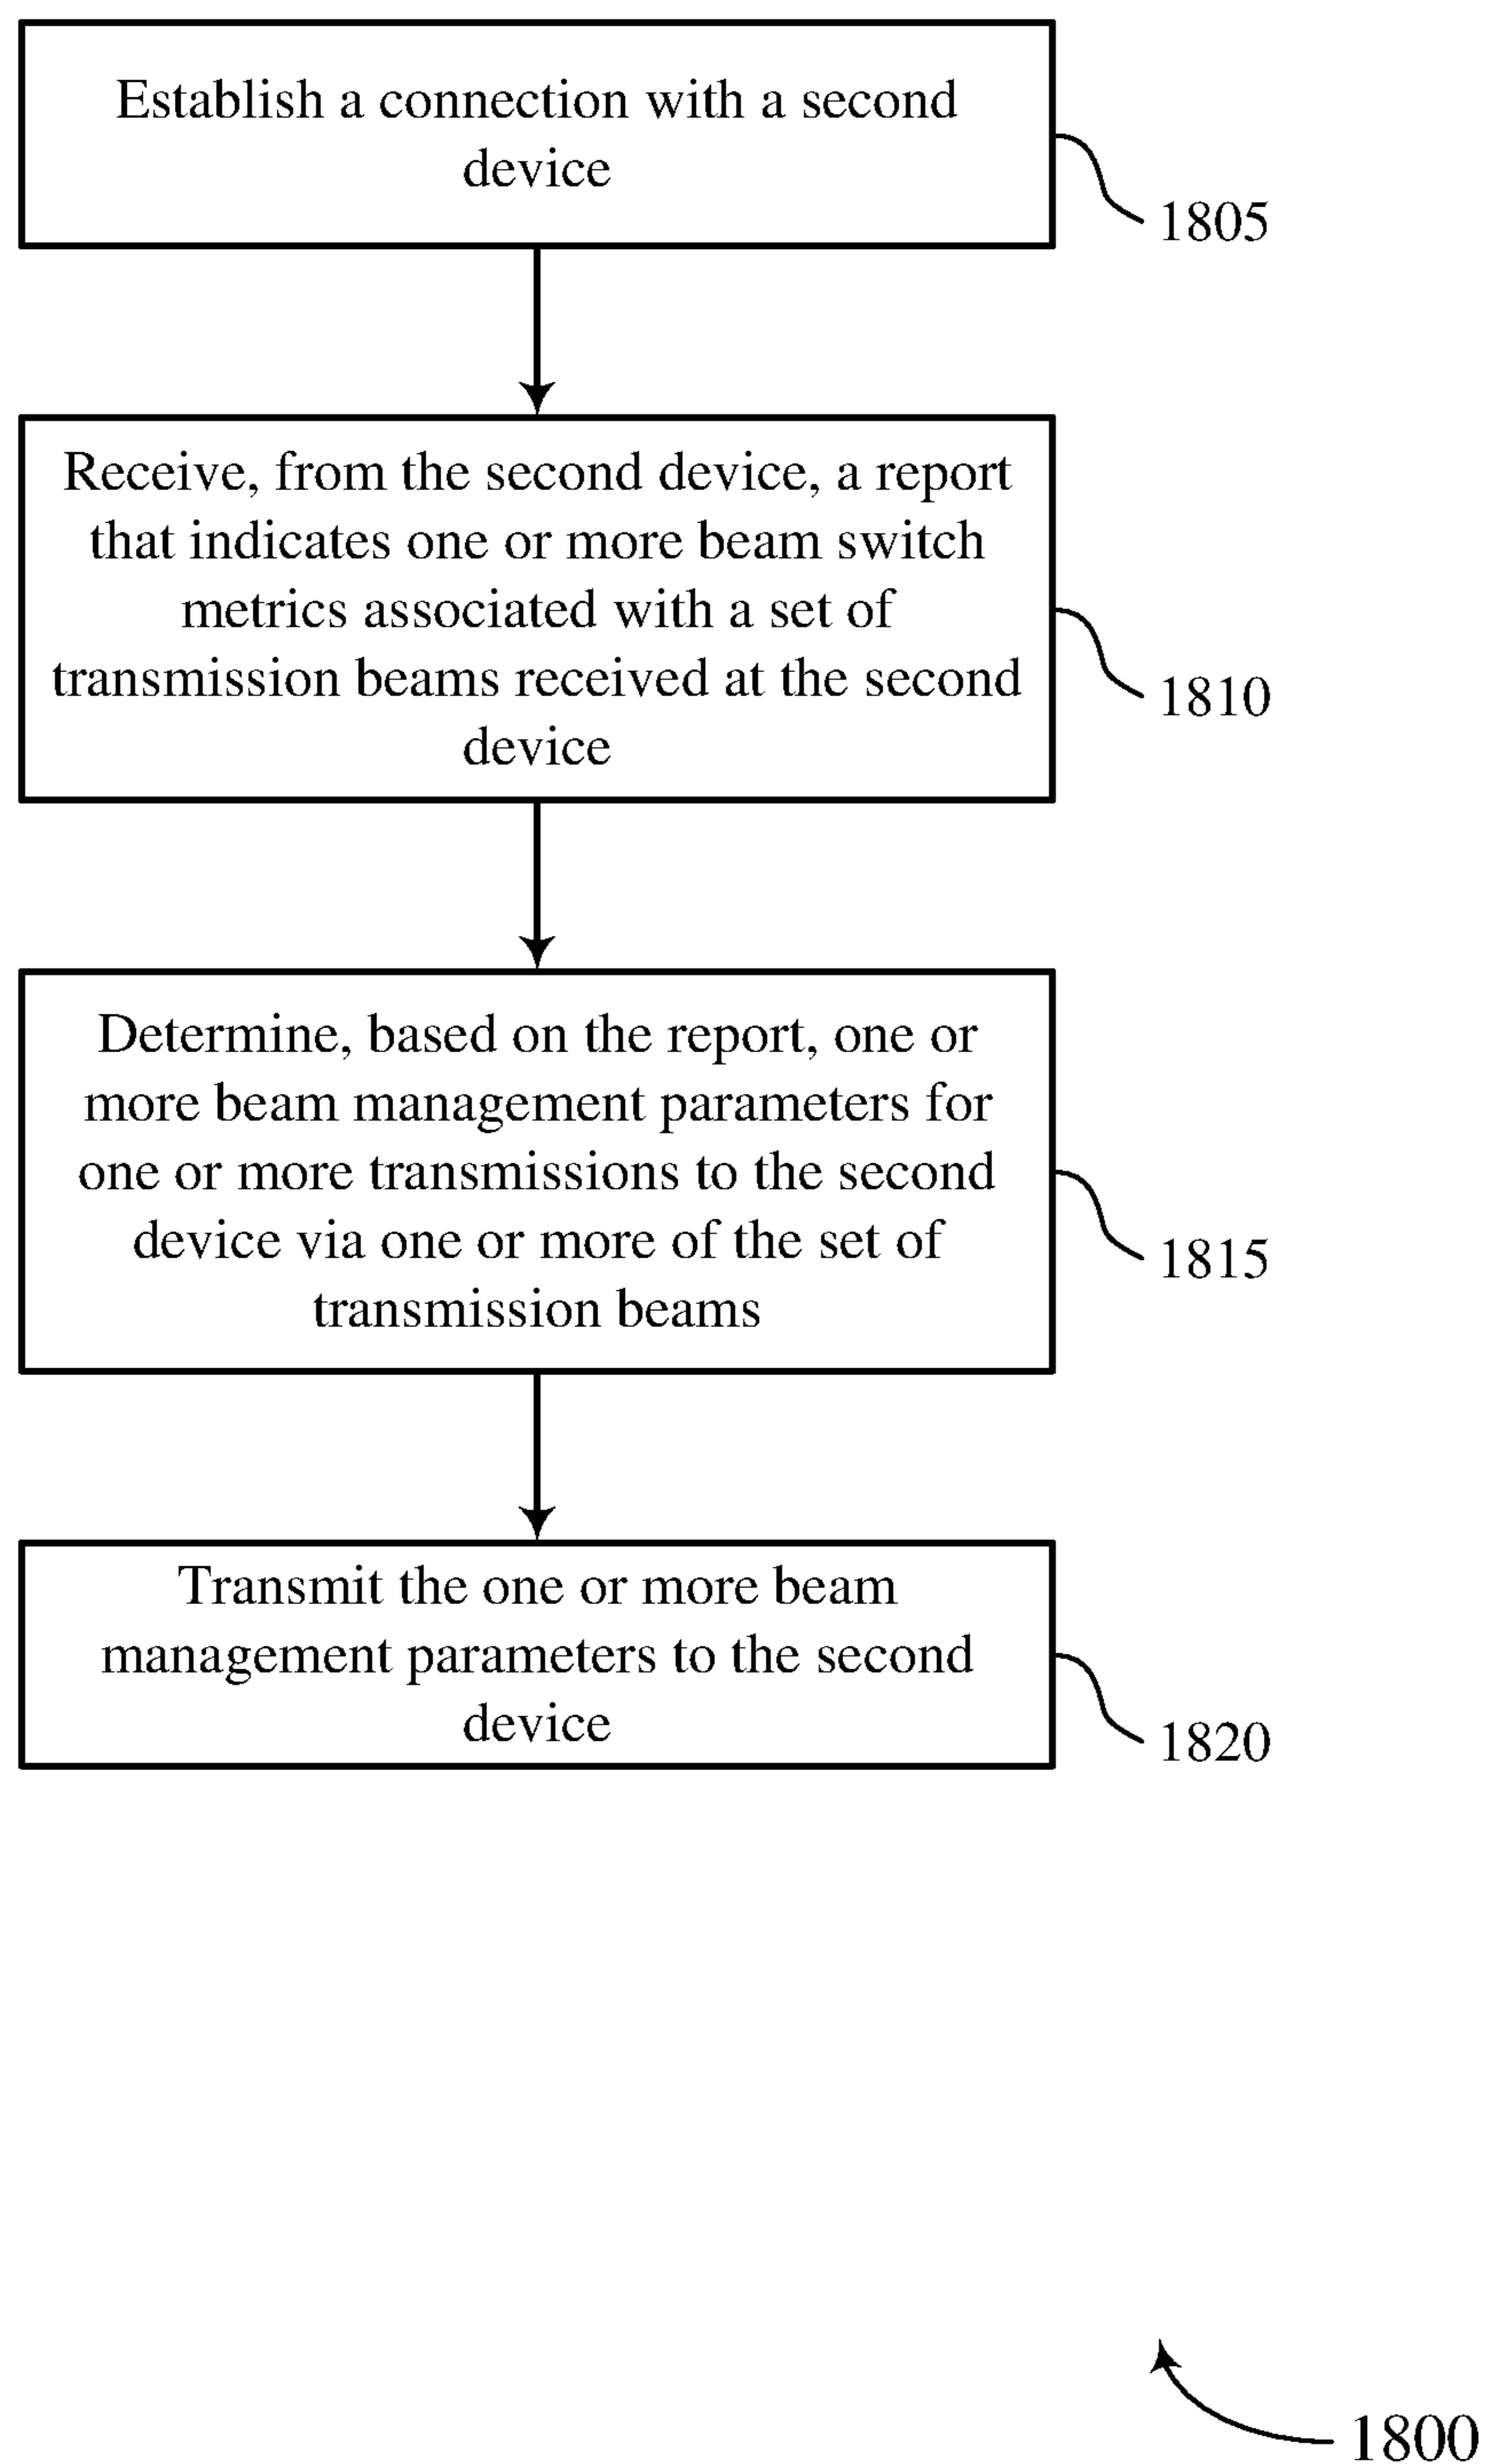 Establish a connection with a second
device
1805
Receive, from the second device, a report
that indicates one or more beam switch
metrics associated with a set of
transmission beams received at the second
device
1810
Determine, based on the report, one or
more beam management parameters for
one or more transmissions to the second
device via one or more of the set of
transmission beams
1815
Transmit the one or more beam
management parameters to the second
device
1820
1800